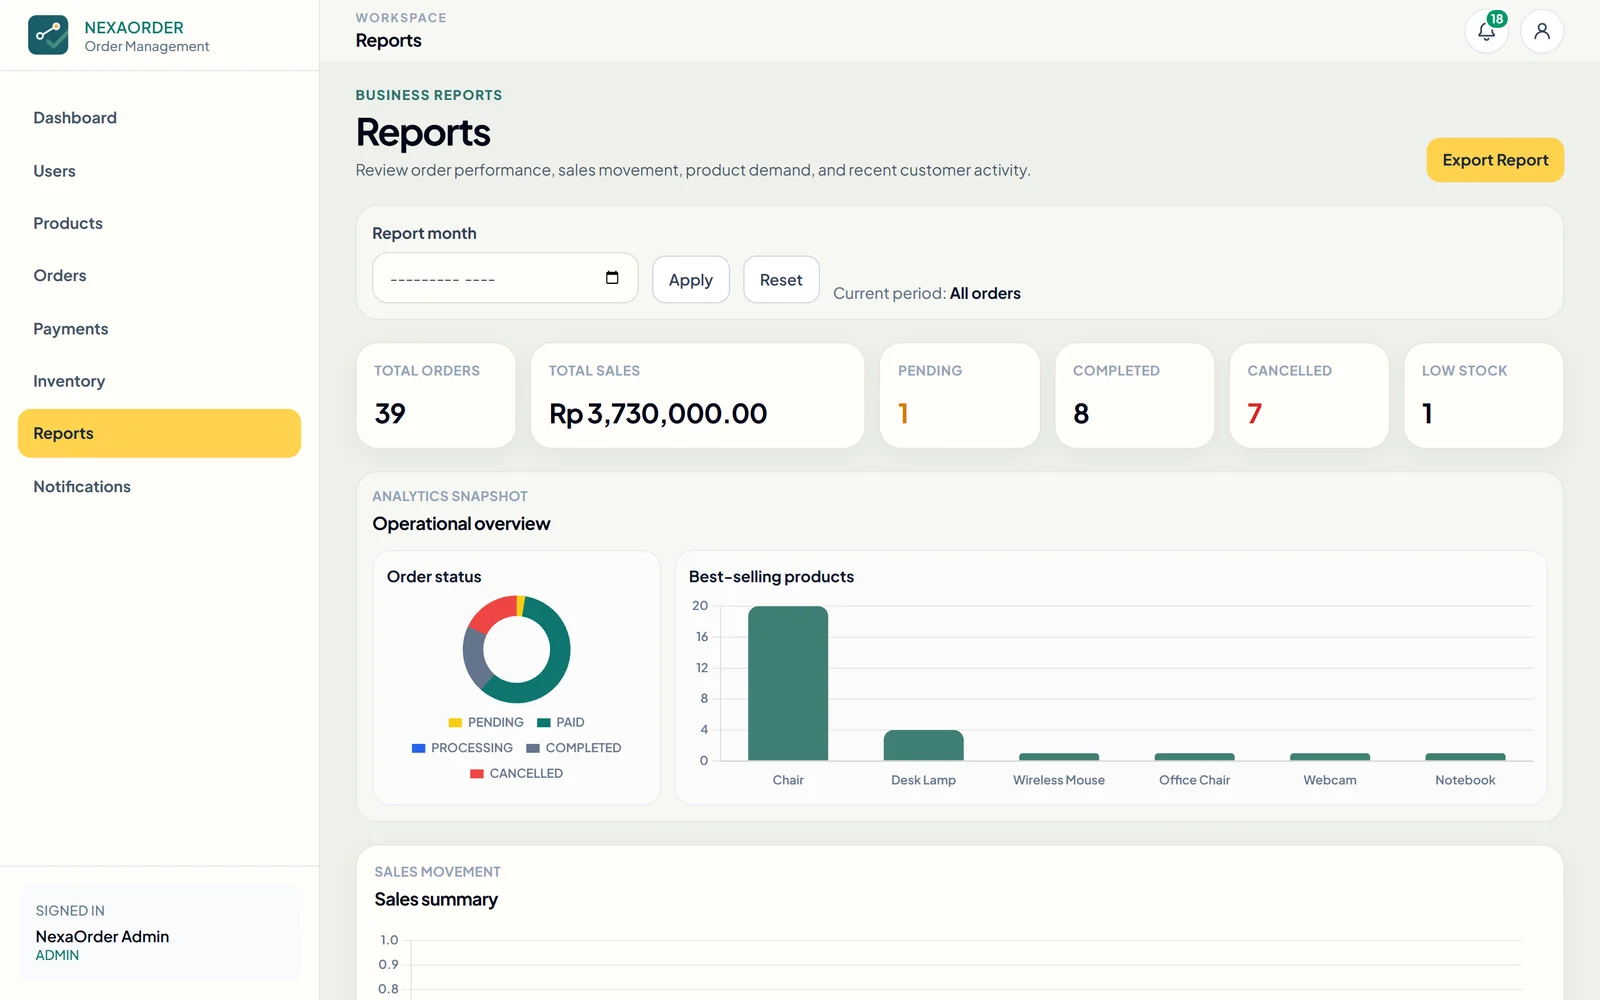 NEXAORDER
Order Management
Dashboard
Users
Products
Orders
Payments
Inventory
Reports
Notifications
SIGNED IN
NexaOrder Admin
ADMIN
WORKSPACE
Reports
18
BUSINESS REPORTS
Reports
Review order performance, sales movement, product demand, and recent customer activity.
Export Report
Report month
--------- ----
Apply
Reset
Current period: All orders
TOTAL ORDERS
39
TOTAL SALES
Rp 3,730,000.00
PENDING
1
COMPLETED
8
CANCELLED
7
LOW STOCK
1
ANALYTICS SNAPSHOT
Operational overview
Order status
PENDING PAID
PROCESSING COMPLETED
CANCELLED
Best-selling products
20
16
12
8
4
0
Chair Desk Lamp Wireless Mouse Office Chair Webcam Notebook
SALES MOVEMENT
Sales summary
1.0
0.9
0.8